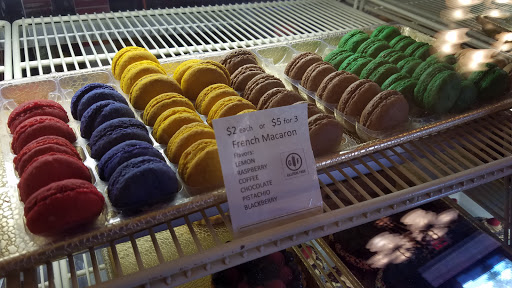 $2 each or $5 for 3
French Macaron
Flavors:
LEMON
RASPBERRY
COFFEE
CHOCOLATE
PISTACHIO
BLACKBERRY